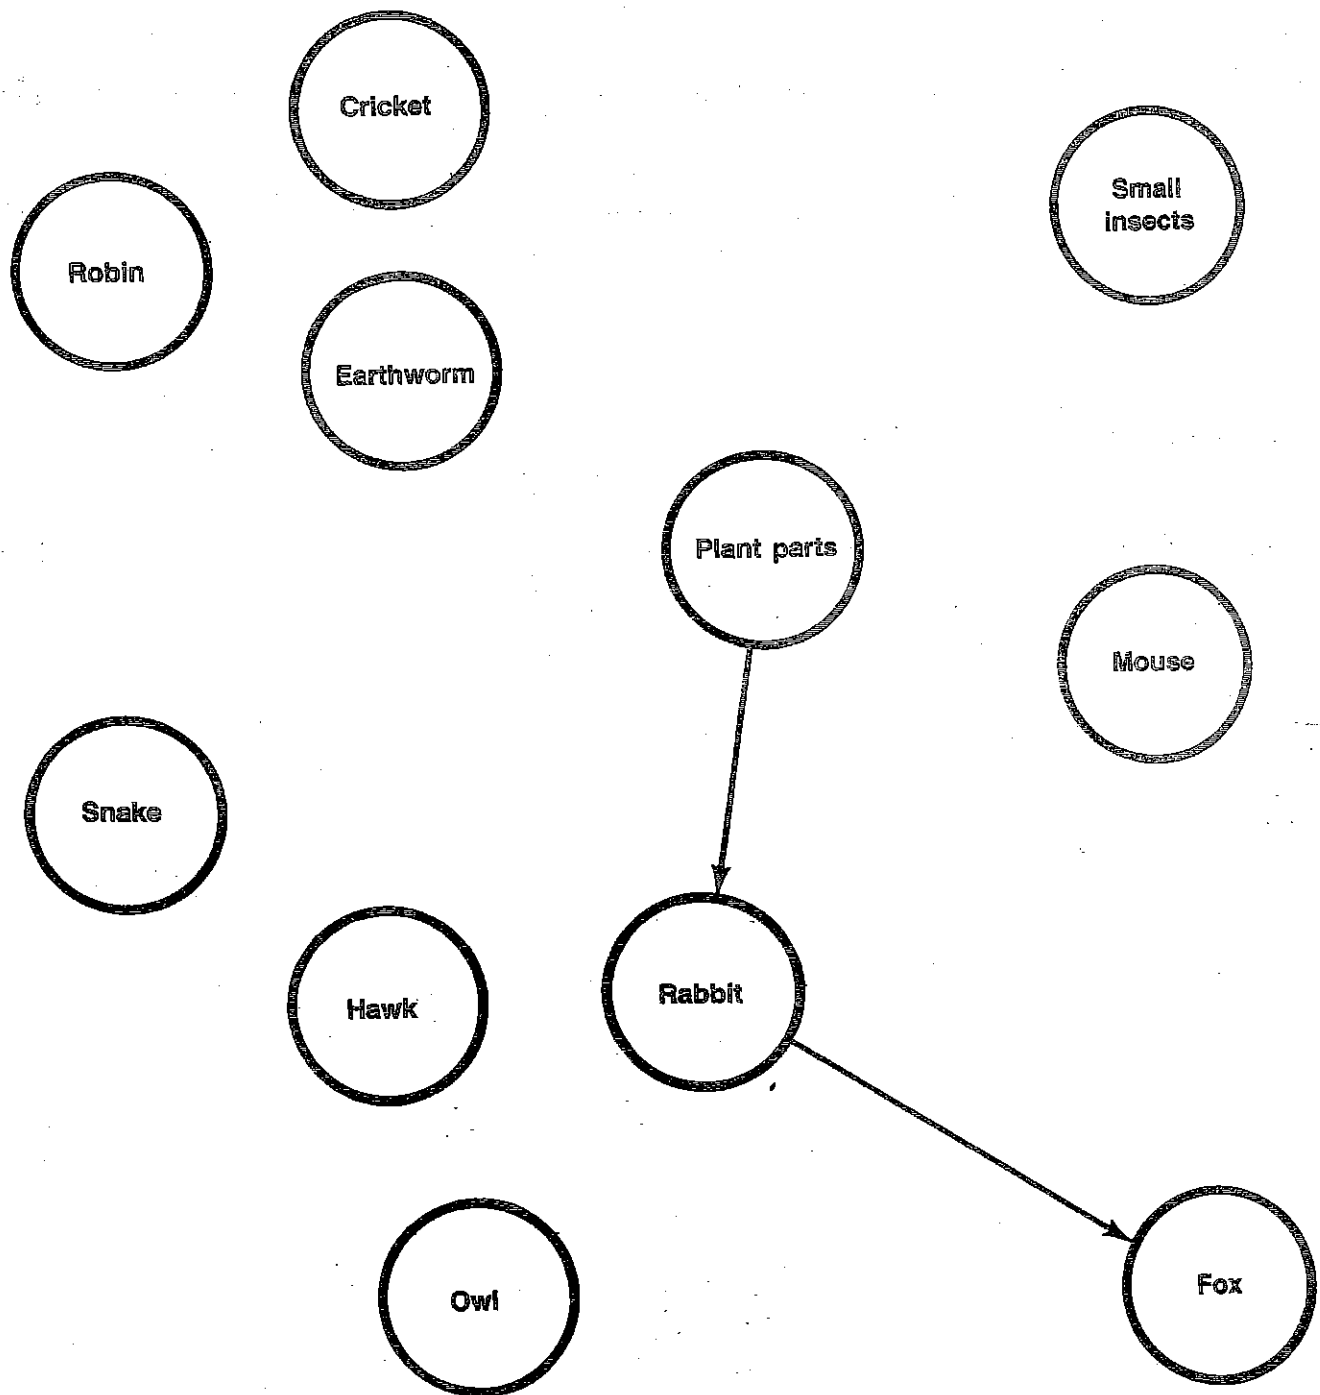 Cricket
Small
insects
Robin
Earthworm
Plant parts
Mouse
Snake
Rabbit
Hawk
Fox
Owl